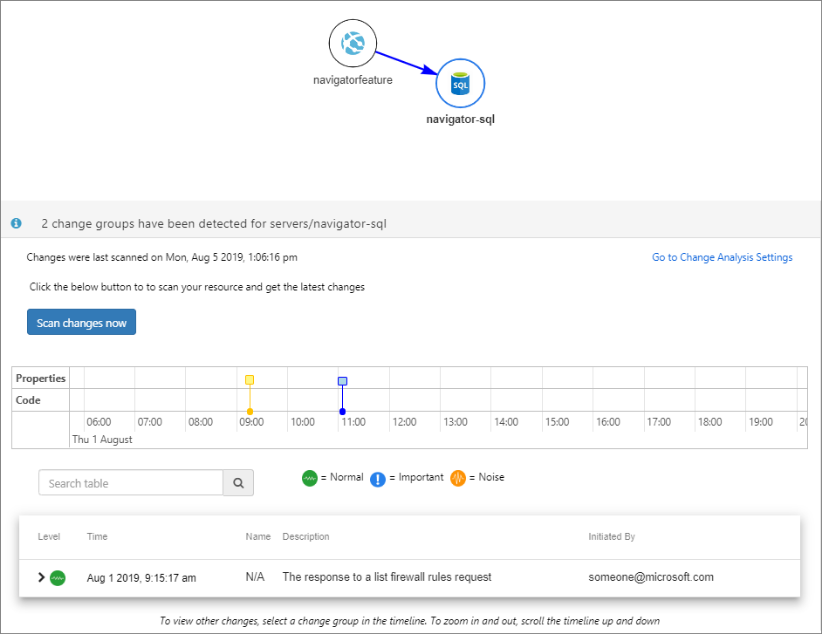 navigatorfeature
SQL
navigator-sql
2 change groups have been detected for servers/navigator-sql
Changes were last scanned on Mon, Aug 5 2019, 1:06:16 pm
Go to Change Analysis Settings
Click the below button to to scan your resource and get the latest changes
Scan changes now
Properties
Code
06:00 07:00 08:00 09:00 10:00 11:00 12:00 13:00 14:00 15:00 16:00 17:00 18:00 19:00 20
Thu 1 August
Search table
= Normal ! = Important = Noise
Level Time Name Description Initiated By
Aug 1 2019, 9:15:17 am N/A The response to a list firewall rules request someone@microsoft.com
To view other changes, select a change group in the timeline. To zoom in and out, scroll the timeline up and down